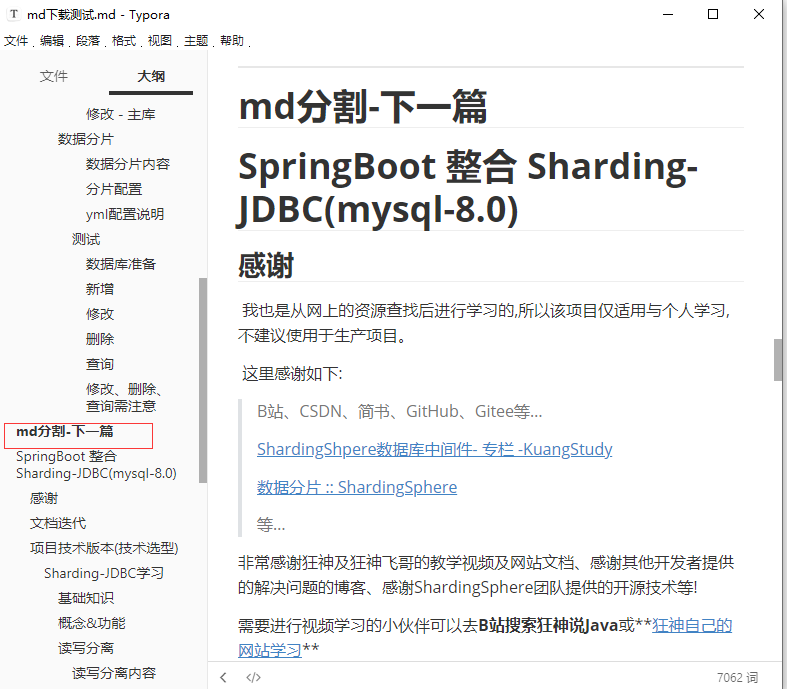 md下载测试.md - Typora
文件 编辑 段落 格式 视图 主题 帮助
文件 大纲
修改 - 主库
数据分片
数据分片内容
分片配置
yml配置说明
测试
数据库准备
新增
修改
删除
查询
修改、删除、
查询需注意
md分割-下一篇
SpringBoot 整合
Sharding-JDBC(mysql-8.0)
感谢
文档迭代
项目技术版本(技术选型)
Sharding-JDBC学习
基础知识
概念&功能
读写分离
读写分离内容
md分割-下一篇
SpringBoot 整合 Sharding-
JDBC(mysql-8.0)
感谢
我也是从网上的资源查找后进行学习的,所以该项目仅适用与个人学习,
不建议使用于生产项目。
这里感谢如下:
B站、CSDN、简书、GitHub、Gitee等...
ShardingShpere数据库中间件- 专栏 -KuangStudy
数据分片 :: ShardingSphere
等...
非常感谢狂神及狂神飞哥的教学视频及网站文档、感谢其他开发者提供
的解决问题的博客、感谢ShardingSphere团队提供的开源技术等!
需要进行视频学习的小伙伴可以去B站搜索狂神说Java或**狂神自己的
网站学习**
7062 词